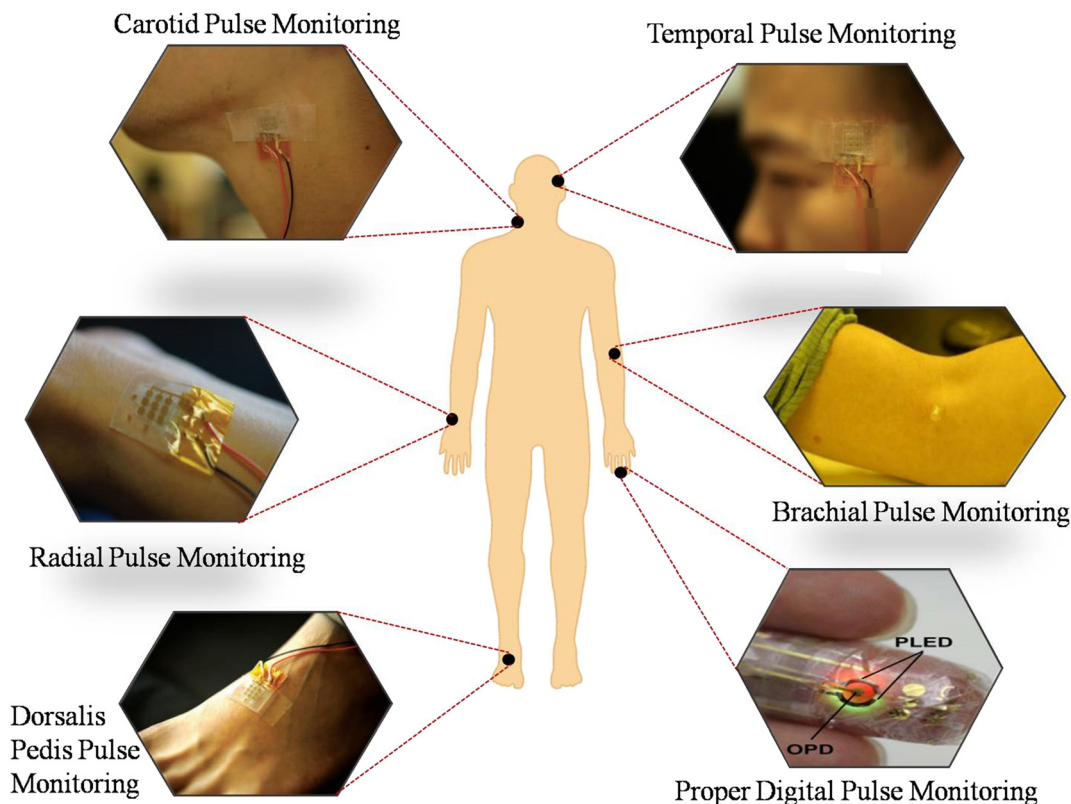 Carotid Pulse Monitoring
Temporal Pulse Monitoring
Radial Pulse Monitoring
Brachial Pulse Monitoring
Dorsalis
Pedis Pulse
Monitoring
PLED
OPD
Proper Digital Pulse Monitoring